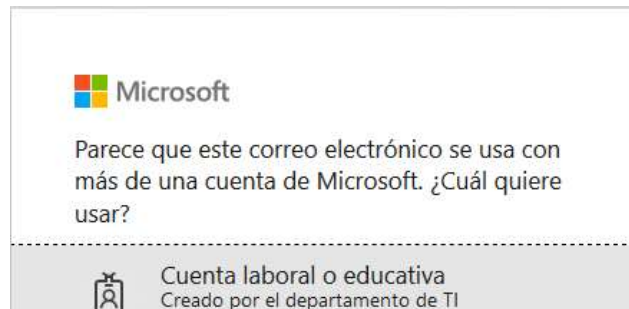 Microsoft
Parece que este correo electrónico se usa con
más de una cuenta de Microsoft. ¿Cuál quiere
usar?
Cuenta laboral o educativa
Creado por el departamento de TI